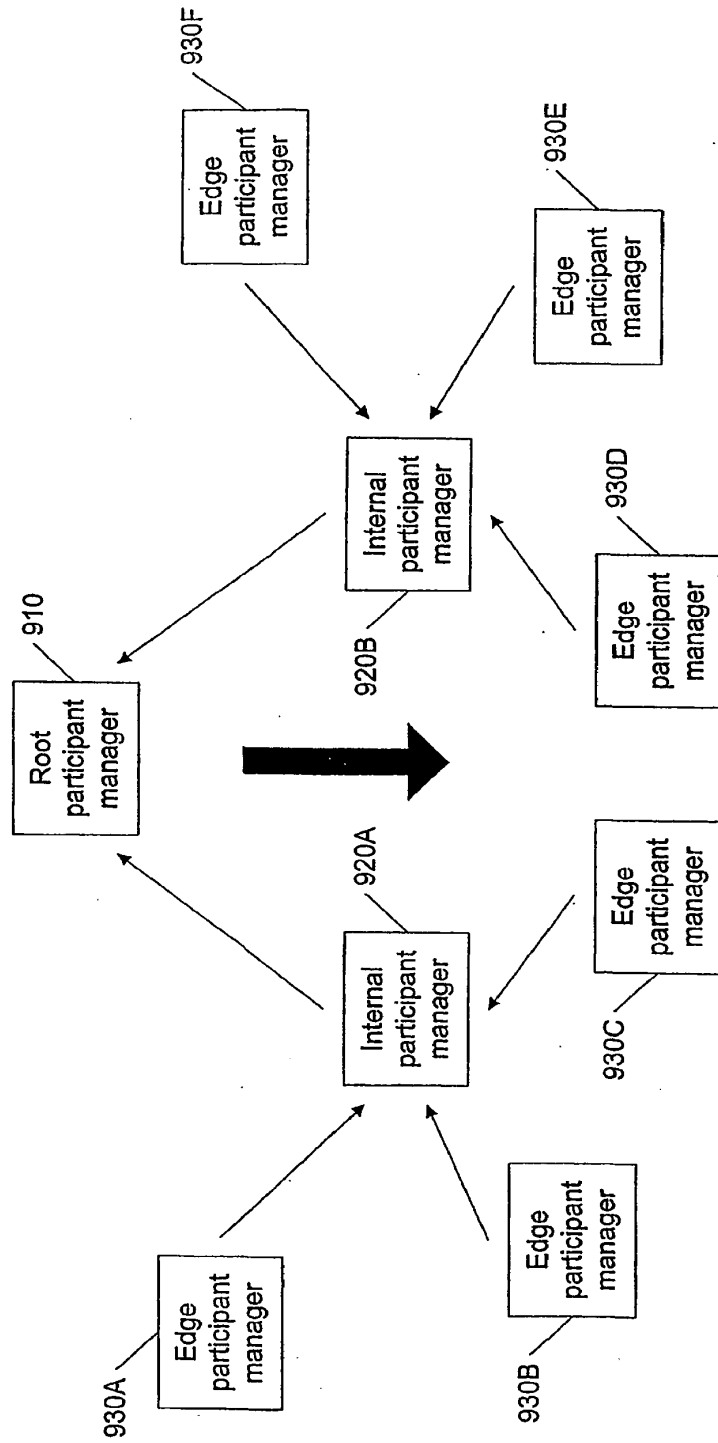 910
Root
participant
manager
930F
Edge
participant
manager
920A
Internal
participant
manager
920B
Internal
participant
manager
930A
Edge
participant
manager
930E
Edge
participant
manager
930B
Edge
participant
manager
930C
Edge
participant
manager
930D
Edge
participant
manager